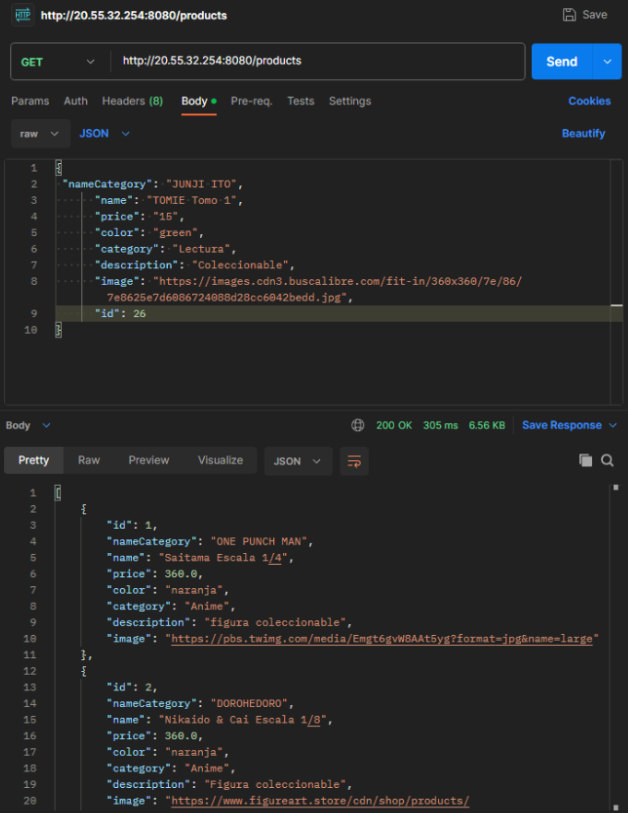 HTTP http://20.55.32.254:8080/products Save
GET http://20.55.32.254:8080/products Send
Params Auth Headers (8) Body Pre-req. Tests Settings Cookies
raw JSON Beautify
1 {
2 "nameCategory": "JUNJI ITO",
3 "name": "TOMIE Tomo 1",
4 "price": "15",
5 "color": "green",
6 "category": "Lectura",
7 "description": "Coleccionable",
8 "image": "https://images.cdn3.buscalibre.com/fit-in/360x360/7e/86/
7e8625e7d6086724088d28cc6042bedd.jpg",
9 "id": 26
10 }
Body 200 OK 305 ms 6.56 KB Save Response
Pretty Raw Preview Visualize JSON
1 [
2 {
3 "id": 1,
4 "nameCategory": "ONE PUNCH MAN",
5 "name": "Saitama Escala 1/4",
6 "price": 360.0,
7 "color": "naranja",
8 "category": "Anime",
9 "description": "figura coleccionable",
10 "image": "https://pbs.twimg.com/media/Emgt6gvW8AAt5yg?format=jpg&name=large"
11 },
12 {
13 "id": 2,
14 "nameCategory": "DOROHEDORO",
15 "name": "Nikaido & Cai Escala 1/8",
16 "price": 360.0,
17 "color": "naranja",
18 "category": "Anime",
19 "description": "Figura coleccionable",
20 "image": "https://www.figureart.store/cdn/shop/products/